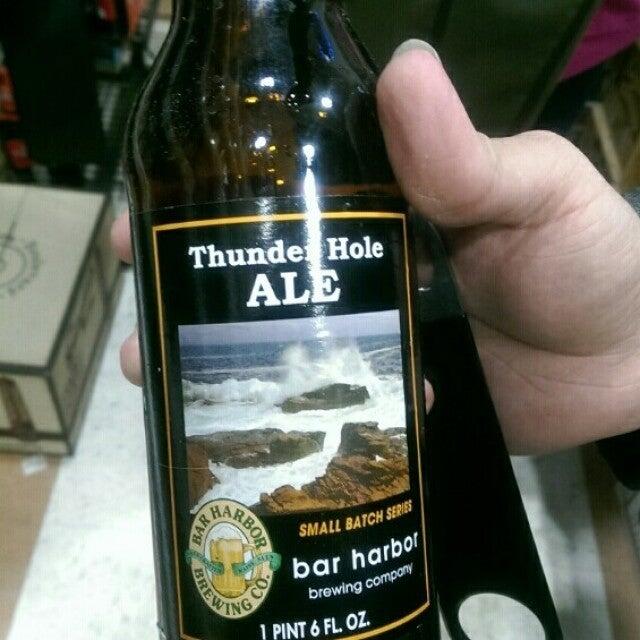 Thunder Hole
ALE
SMALL BATCH SERIES
BAR HARBOR
BREWING CO.
bar harbor
brewing company
1 PINT 6 FL. OZ.